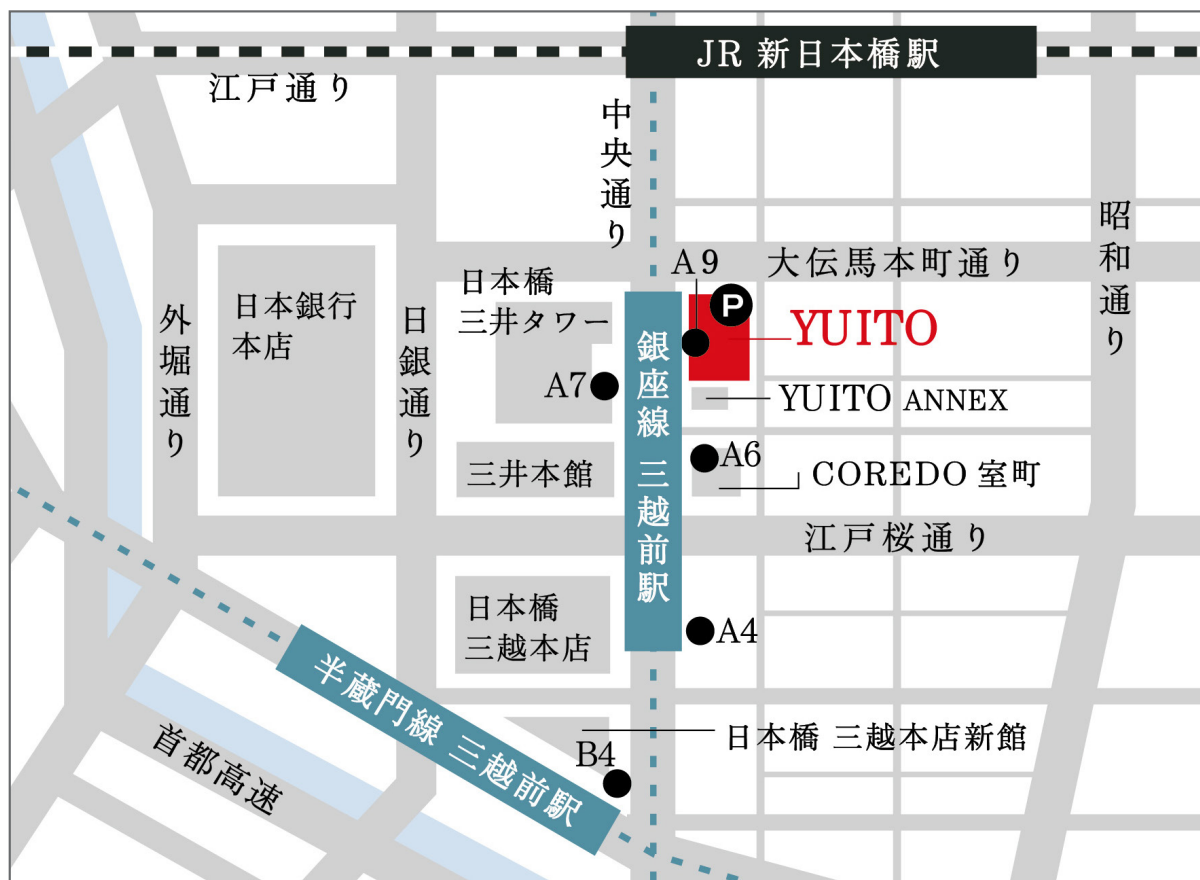 JR 新日本橋駅
江戸通り
中央通り
昭和通り
A9
大伝馬本町通り
P
日本橋
三井タワー
日本銀行
本店
外堀通り
日銀通り
銀座線 三越前駅
YUITO
A7
YUITO ANNEX
三井本館
A6
COREDO 室町
江戸桜通り
日本橋
三越本店
A4
半蔵門線 三越前駅
日本橋 三越本店新館
B4
首都高速